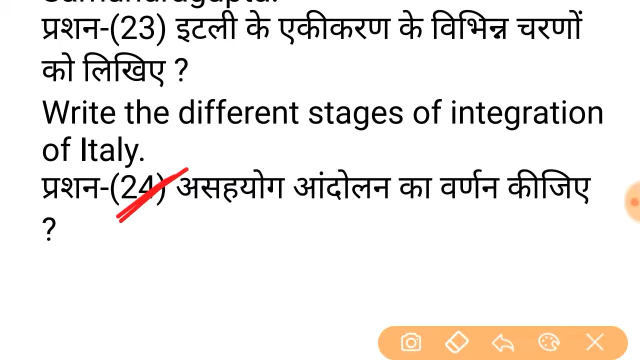 प्रशन-(23) इटली के एकीकरण के विभिन्न चरणों
को लिखिए ?
Write the different stages of integration
of Italy.
प्रशन-(24) असहयोग आंदोलन का वर्णन कीजिए
?